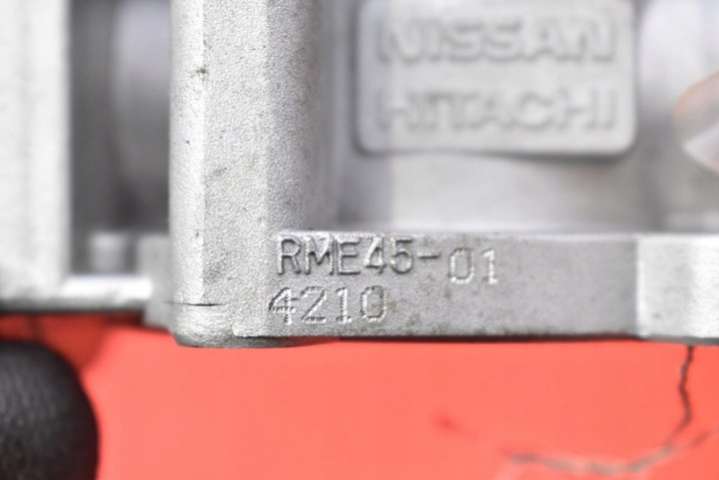 NISSAN
HITACHI
RME45-01
4210